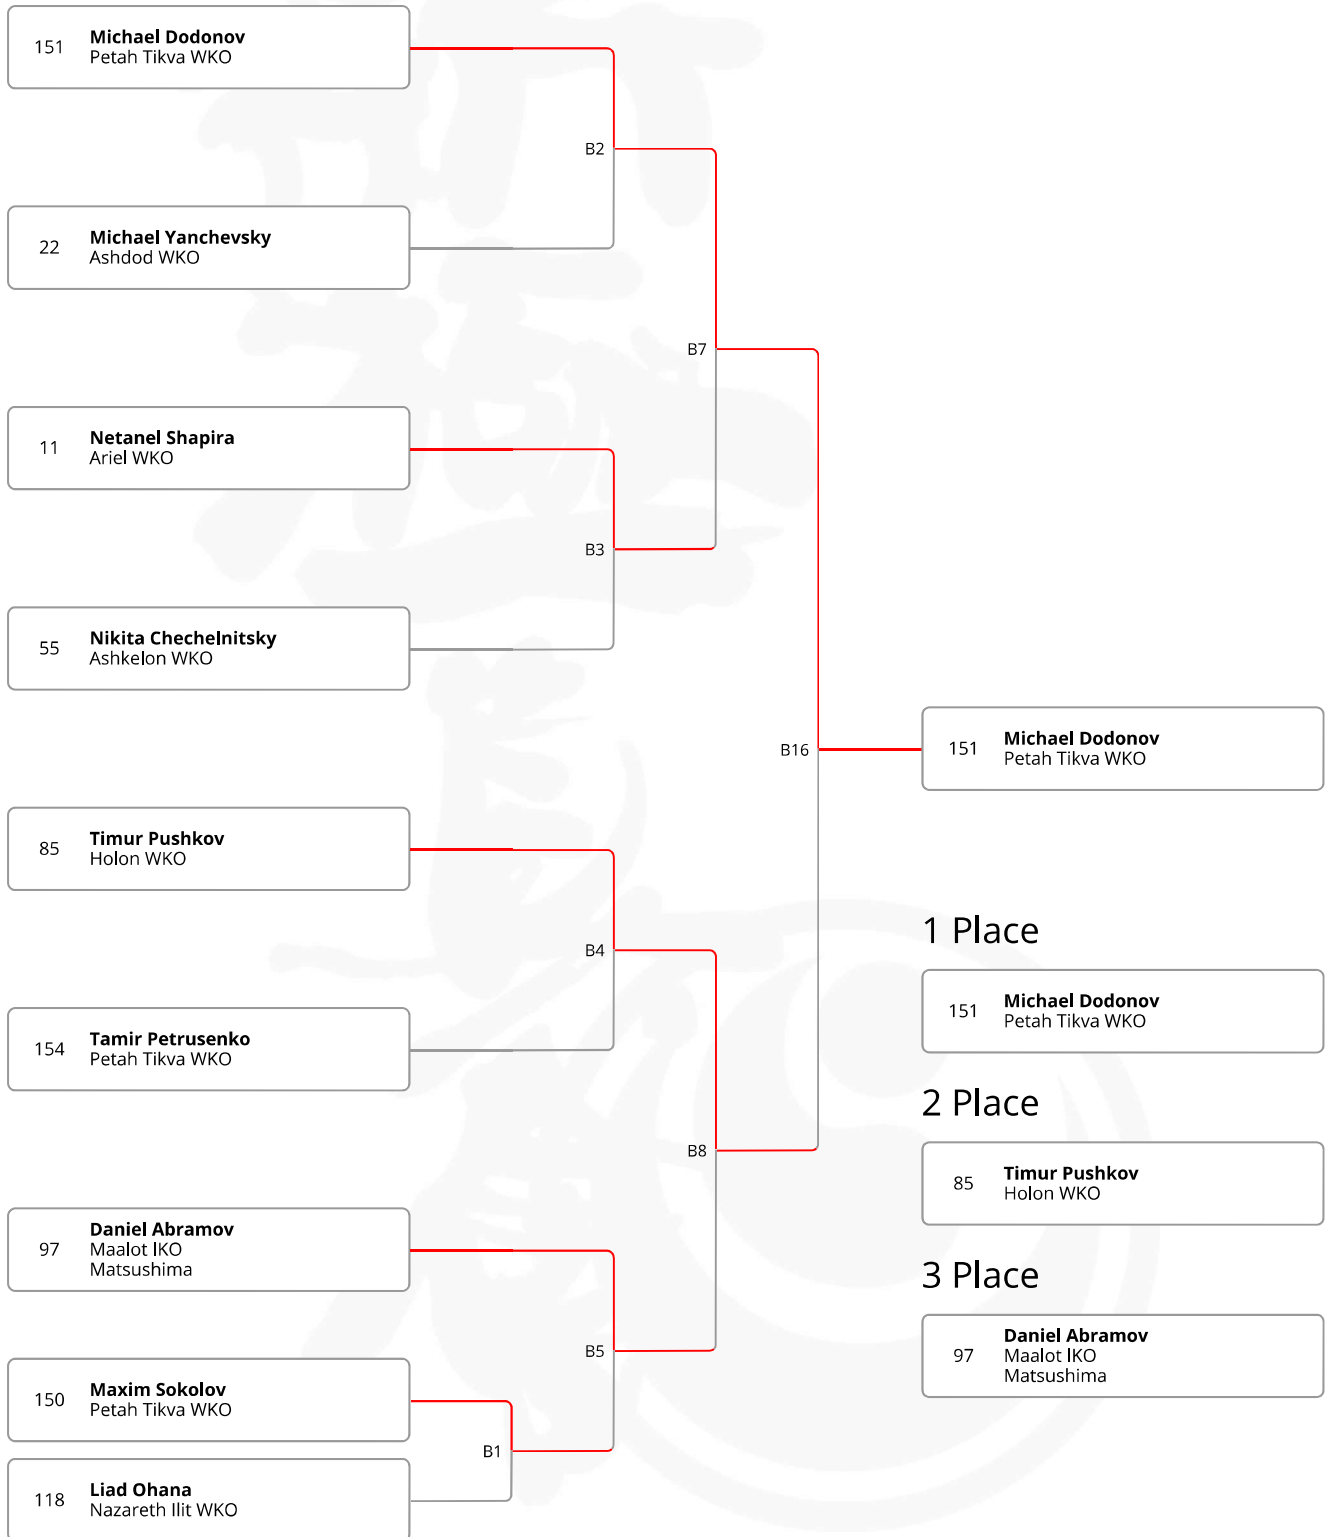 151
Michael Dodonov
Petah Tikva WKO
B2
22
Michael Yanchevsky
Ashdod WKO
B7
11
Netanel Shapira
Ariel WKO
B3
55
Nikita Chechelnitsky
Ashkelon WKO
B16
151
Michael Dodonov
Petah Tikva WKO
85
Timur Pushkov
Holon WKO
B4
154
Tamir Petrusenko
Petah Tikva WKO
B8
97
Daniel Abramov
Maalot IKO
Matsushima
B5
150
Maxim Sokolov
Petah Tikva WKO
B1
118
Liad Ohana
Nazareth Ilit WKO
1 Place
151
Michael Dodonov
Petah Tikva WKO
2 Place
85
Timur Pushkov
Holon WKO
3 Place
97
Daniel Abramov
Maalot IKO
Matsushima